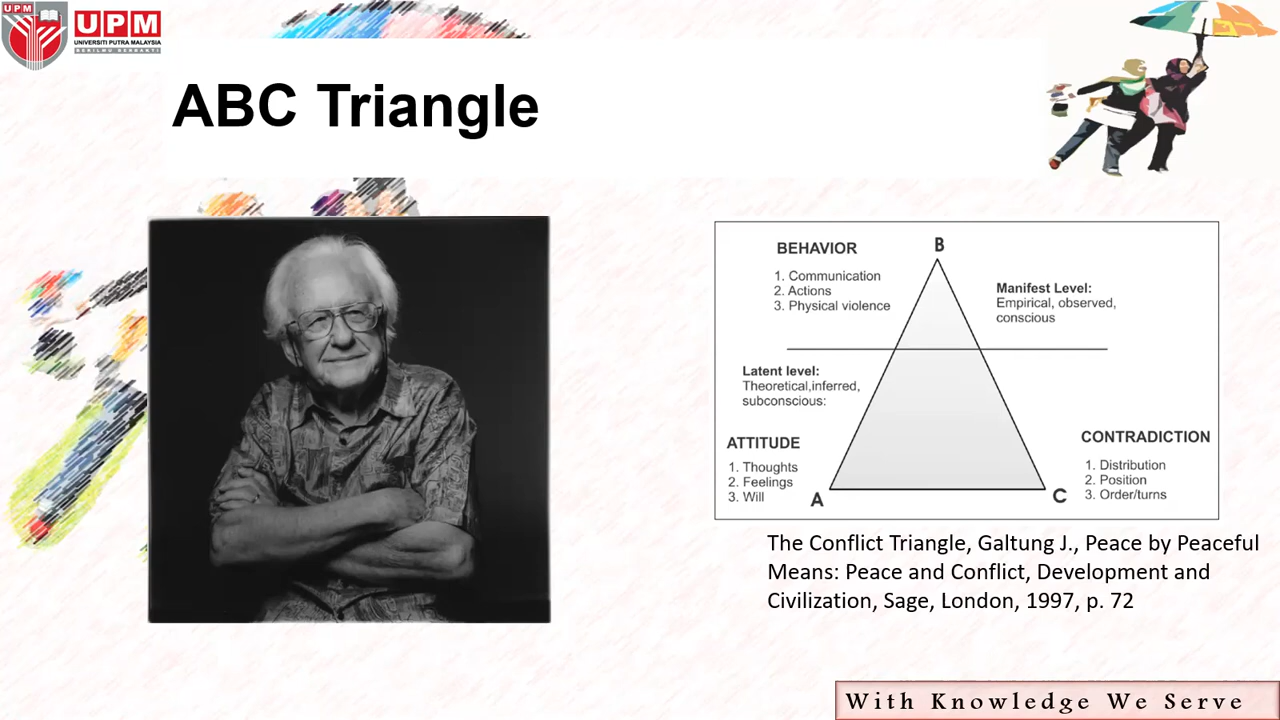 UPM
UPM
UNIVERSITI PUTRA MALAYSIA
BERILMU BERBAKTI
ABC Triangle
B
BEHAVIOR
1. Communication
2. Actions
3. Physical violence
Manifest Level:
Empirical, observed,
conscious
Latent level:
Theoretical,inferred,
subconscious:
ATTITUDE
1. Thoughts
2. Feelings
3. Will
A
CONTRADICTION
1. Distribution
2. Position
3. Order/turns
C
The Conflict Triangle, Galtung J., Peace by Peaceful
Means: Peace and Conflict, Development and
Civilization, Sage, London, 1997, p. 72
With Knowledge We Serve